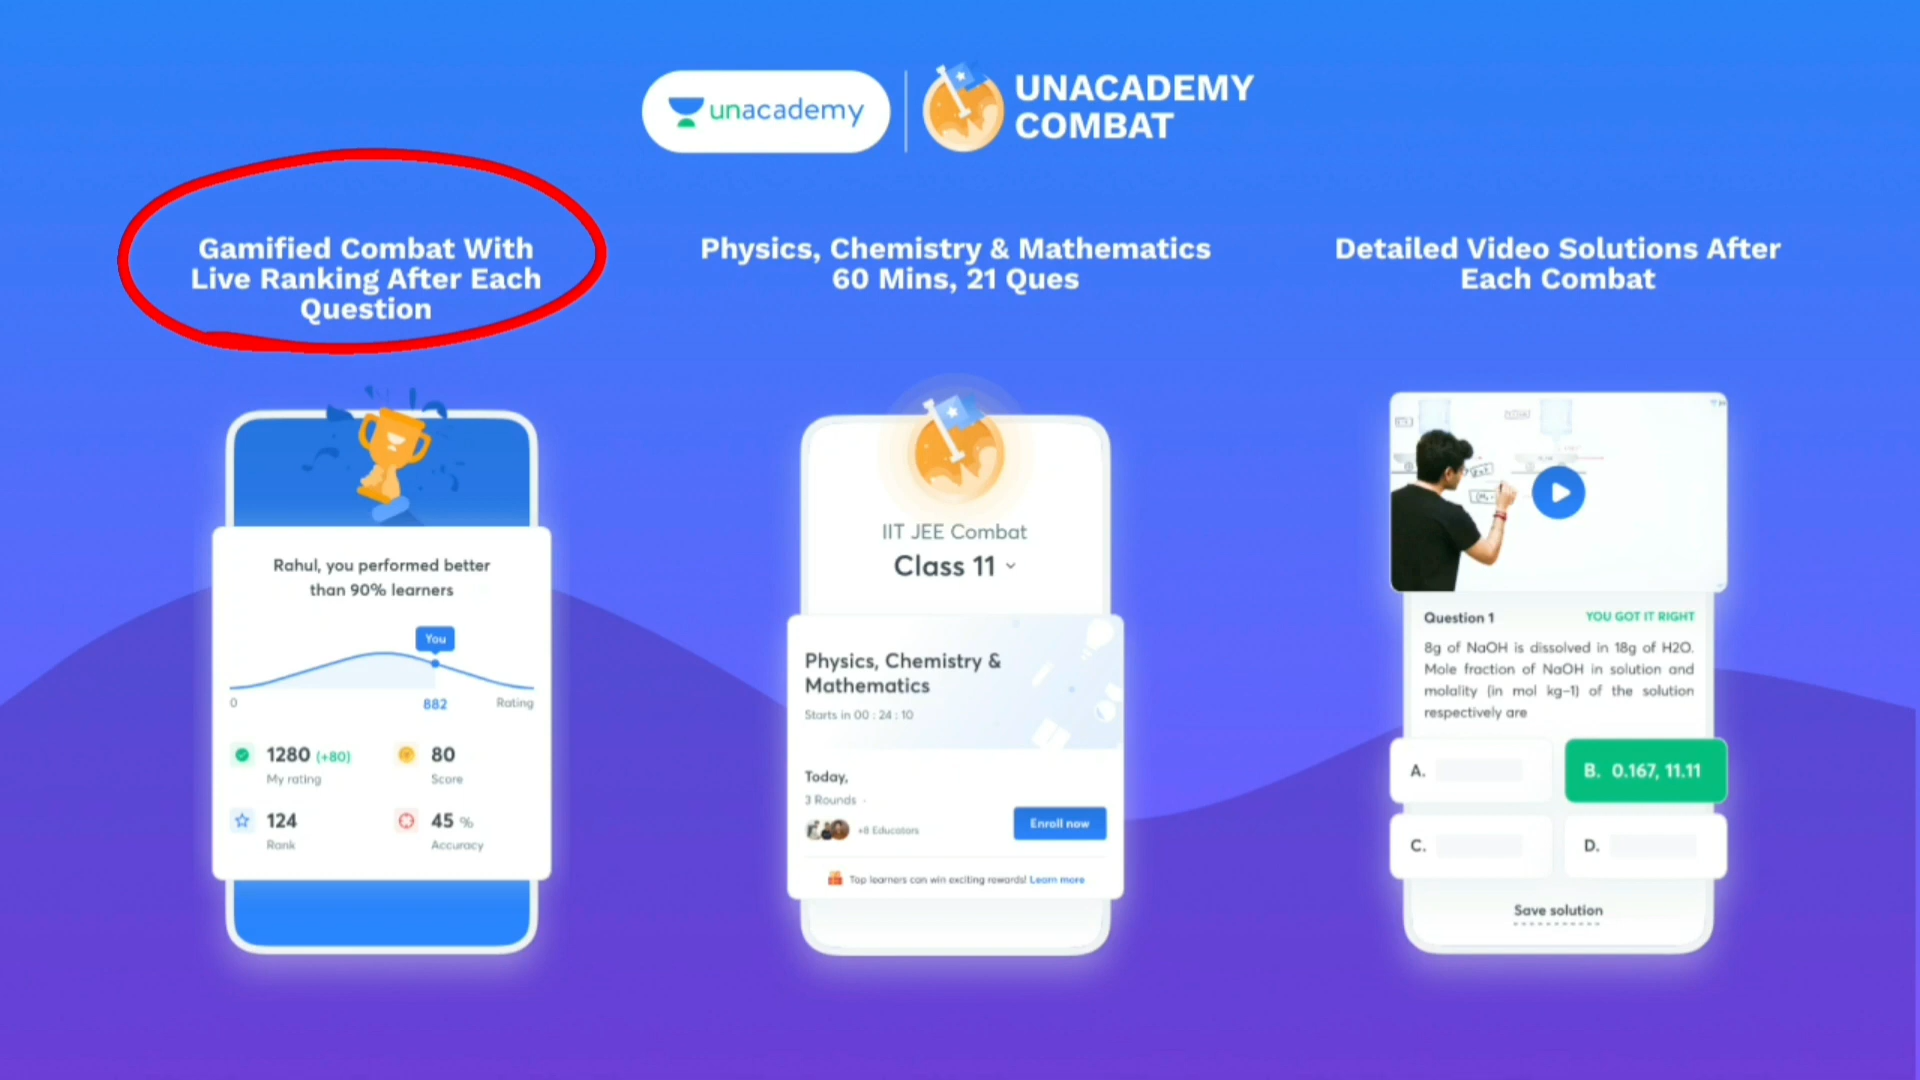 unacademy
UNACADEMY
COMBAT
Gamified Combat With
Live Ranking After Each
Question
Physics, Chemistry & Mathematics
60 Mins, 21 Ques
Detailed Video Solutions After
Each Combat
Rahul, you performed better
than 90% learners
You
0
882
Rating
1280 (+80)
My rating
80
Score
124
Rank
45 %
Accuracy
IIT JEE Combat
Class 11
Physics, Chemistry &
Mathematics
Starts in 00 : 24 : 10
Today,
3 Rounds
+8 Educators
Enroll now
Top learners can win exciting rewards! Learn more
Question 1
YOU GOT IT RIGHT
8g of NaOH is dissolved in 18g of H2O.
Mole fraction of NaOH in solution and
molality (in mol kg-1) of the solution
respectively are
A.
B. 0.167, 11.11
C.
D.
Save solution